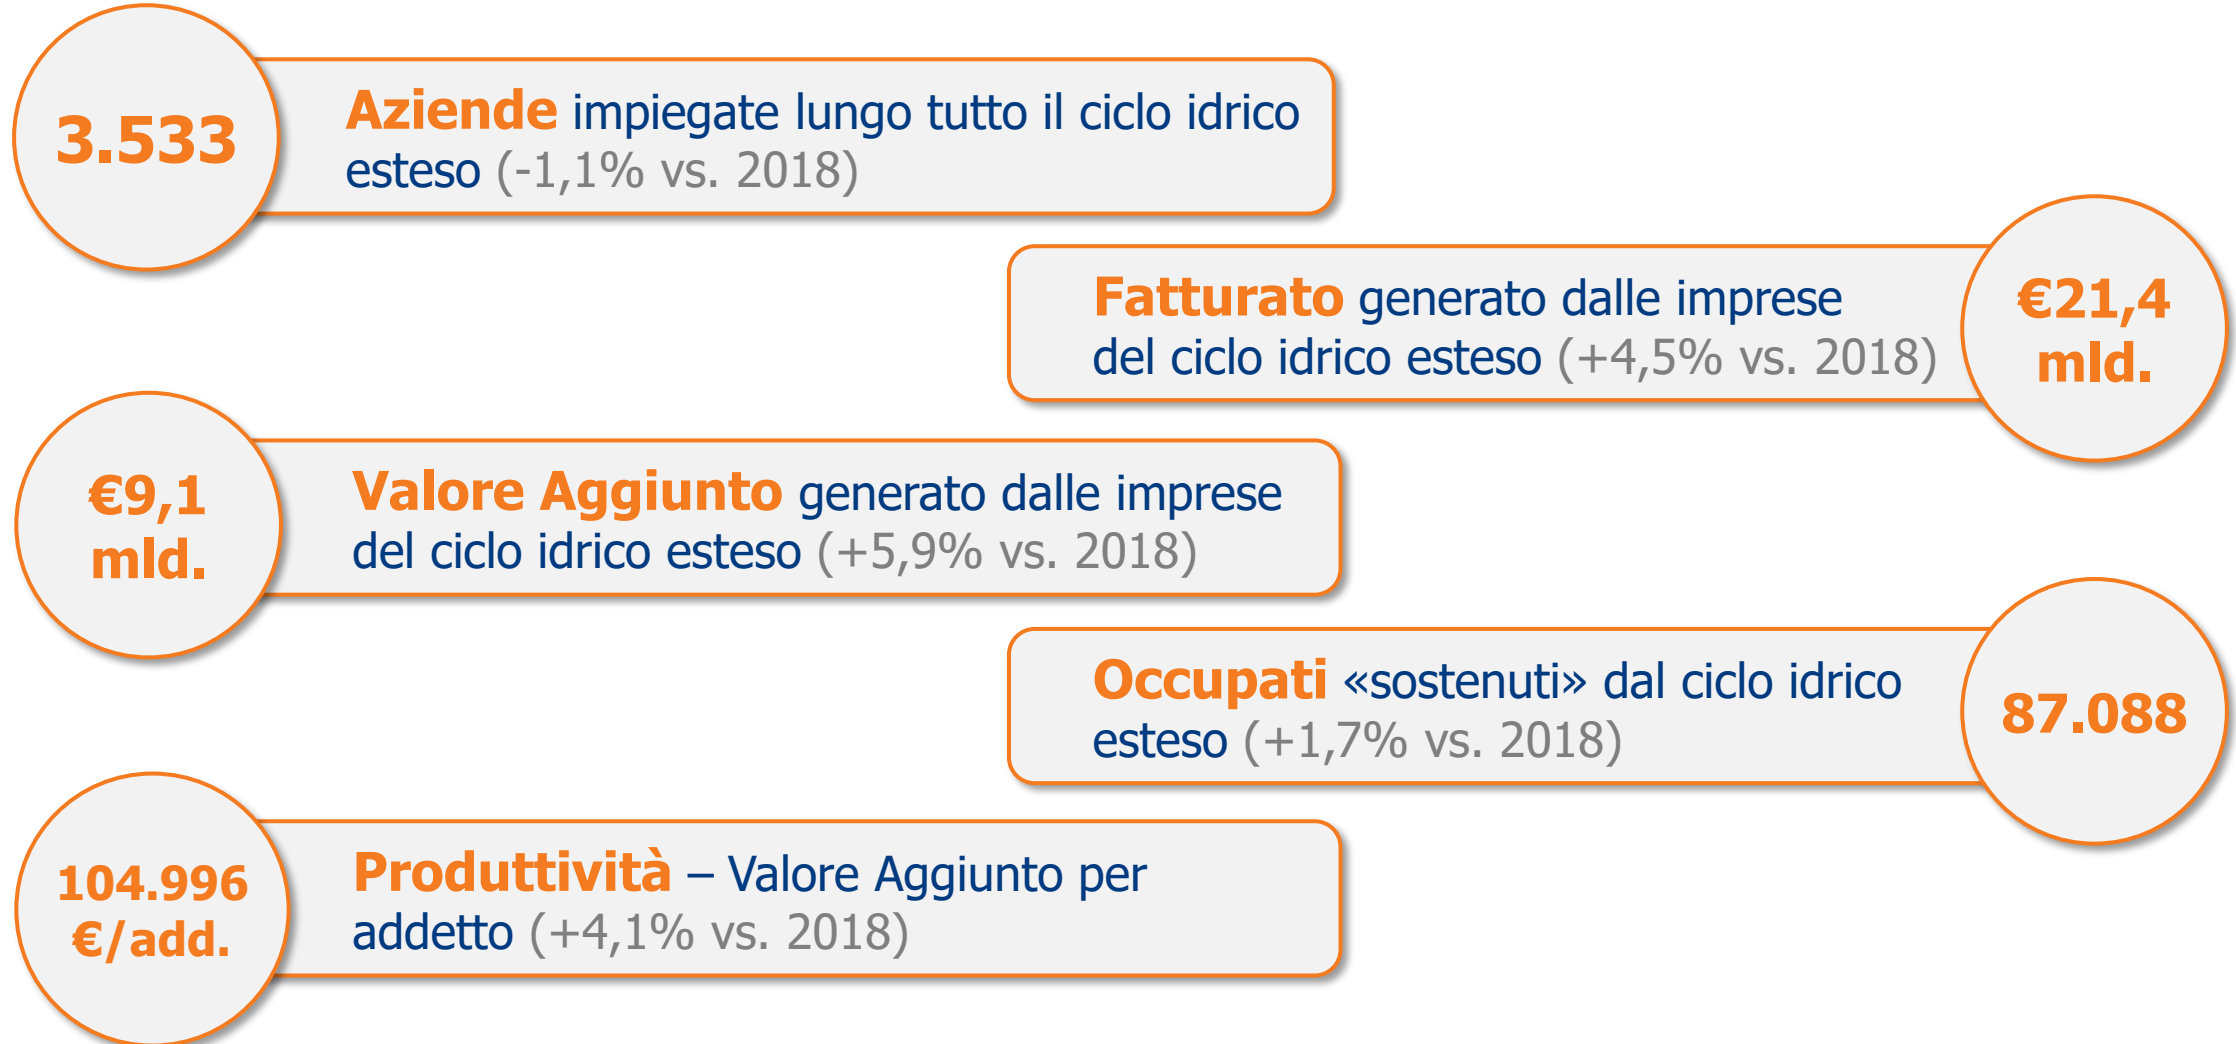 3.533
Aziende impiegate lungo tutto il ciclo idrico
esteso (-1,1% vs. 2018)
Fatturato generato dalle imprese
del ciclo idrico esteso (+4,5% vs. 2018)
€21,4
mld.
€9,1
mld.
Valore Aggiunto generato dalle imprese
del ciclo idrico esteso (+5,9% vs. 2018)
Occupati «sostenuti» dal ciclo idrico
esteso (+1,7% vs. 2018)
87.088
104.996
€/add.
Produttività – Valore Aggiunto per
addetto (+4,1% vs. 2018)